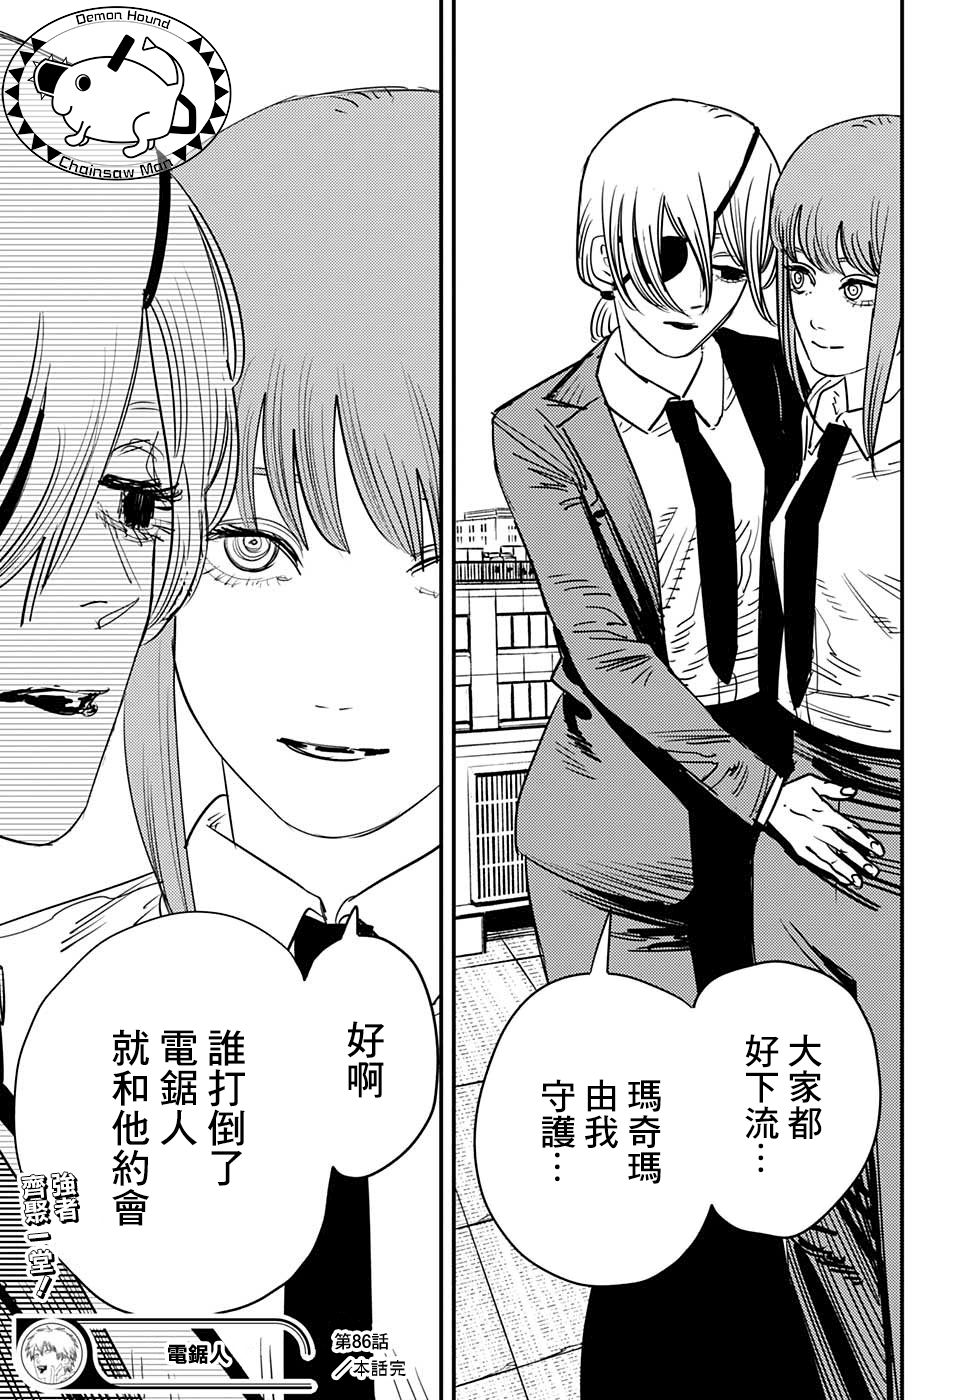 Demon Hound
Chainsaw Man
大家都
好下流…
瑪奇瑪
由我
守護…
好啊
誰打倒了
電鋸人
就和他約會
強者
齊聚一堂！
電鋸人
第86話
／本話完